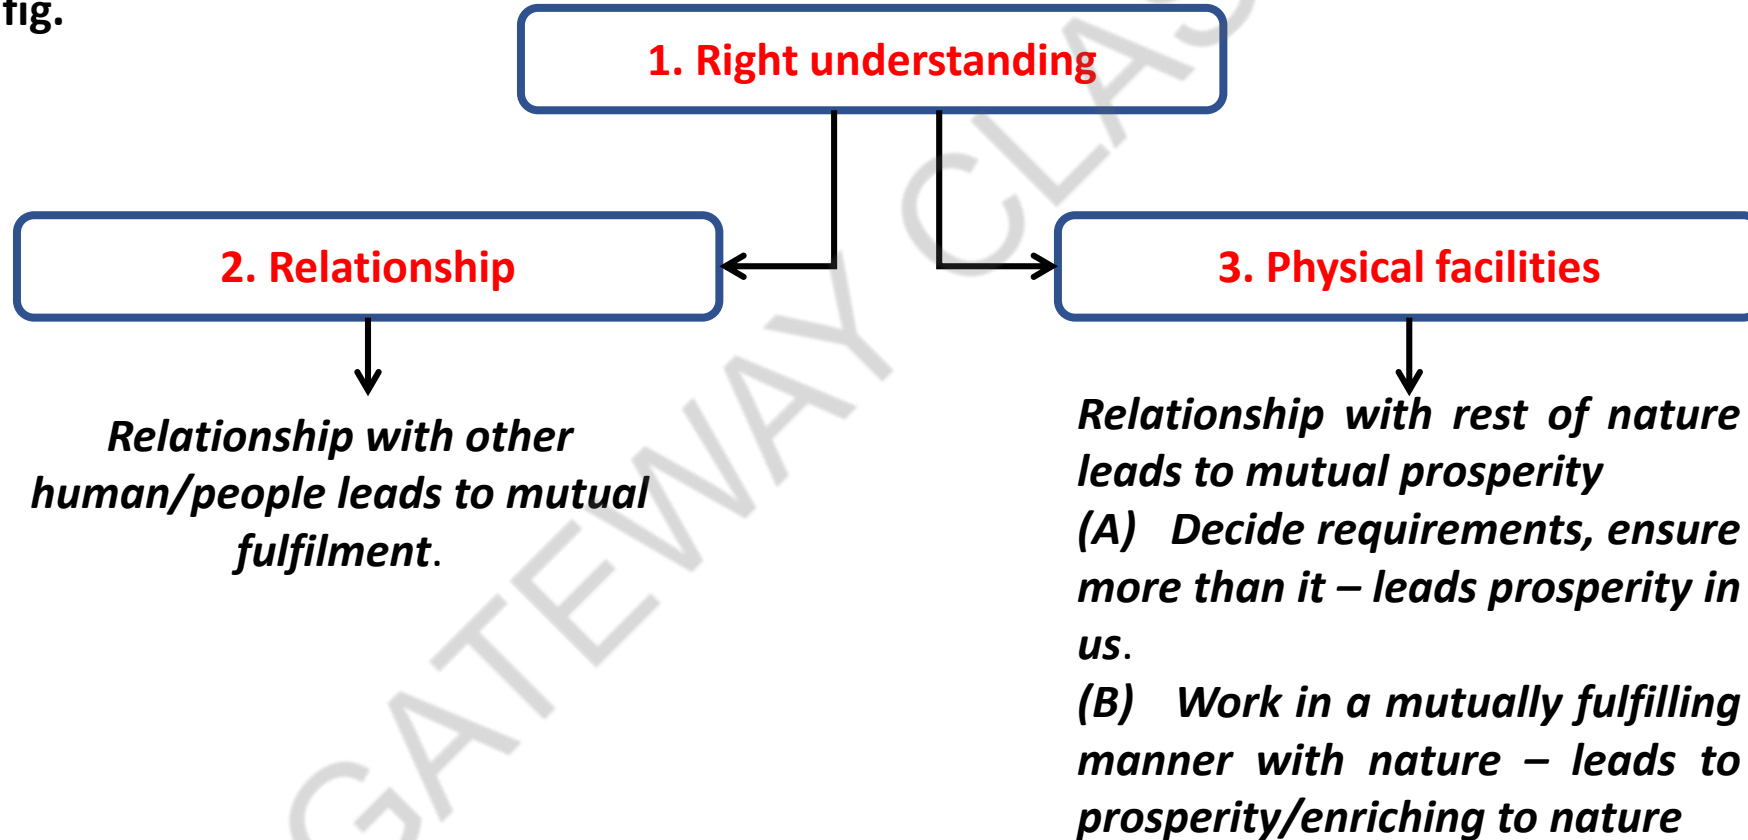 fig.
1. Right understanding
2. Relationship
3. Physical facilities
Relationship with other
human/people leads to mutual
fulfilment.
Relationship with rest of nature
leads to mutual prosperity
(A) Decide requirements, ensure
more than it – leads prosperity in
us.
(B) Work in a mutually fulfilling
manner with nature – leads to
prosperity/enriching to nature
GATEWAY CLAS